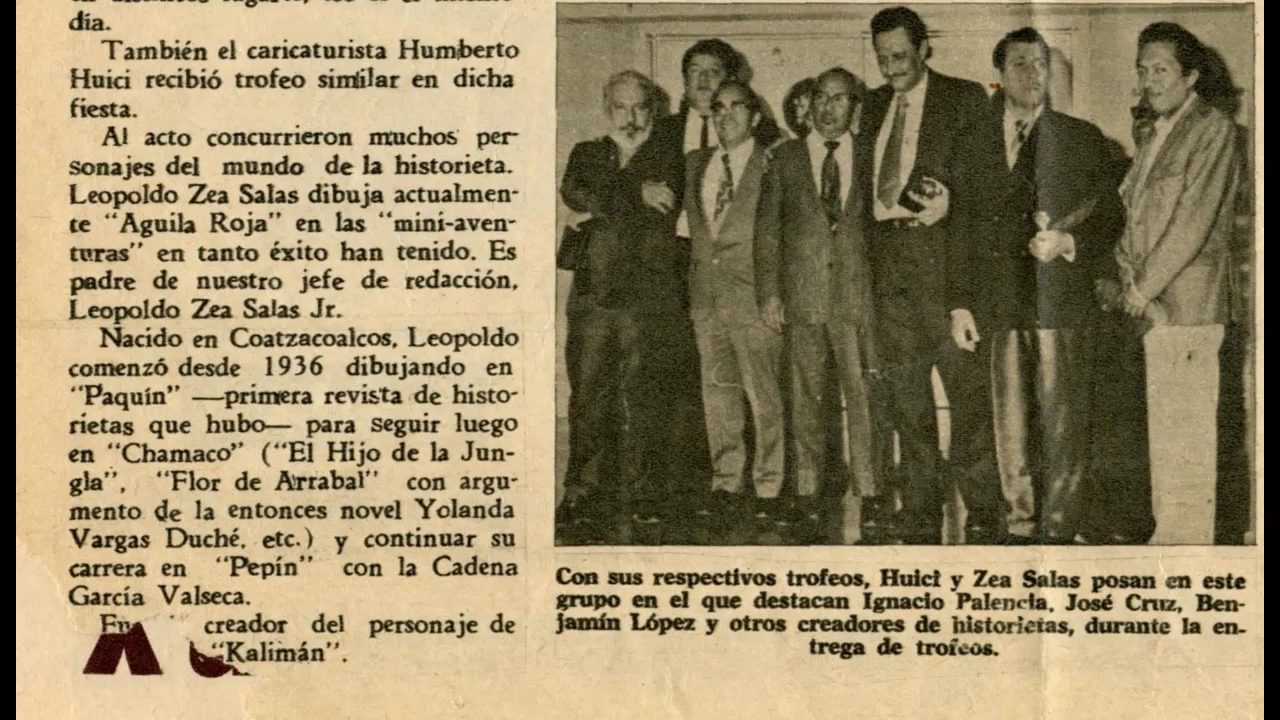 día.
También el caricaturista Humberto
Huici recibió trofeo similar en dicha
fiesta.
Al acto concurrieron muchos per-
sonajes del mundo de la historieta.
Leopoldo Zea Salas dibuja actualmen-
te "Aguila Roja" en las "mini-aven-
turas" en tanto éxito han tenido. Es
padre de nuestro jefe de redacción,
Leopoldo Zea Salas Jr.
Nacido en Coatzacoalcos, Leopoldo
comenzó desde 1936 dibujando en
"Paquín" —primera revista de histo-
rietas que hubo— para seguir luego
en "Chamaco" ("El Hijo de la Jun-
gla", "Flor de Arrabal" con argu-
mento de la entonces novel Yolanda
Vargas Duché, etc.) y continuar su
carrera en "Pepín" con la Cadena
García Valseca.
creador del personaje de
"Kalimán".
Con sus respectivos trofeos, Huici y Zea Salas posan en este
grupo en el que destacan Ignacio Palencia, José Cruz, Ben-
jamín López y otros creadores de historietas, durante la en-
trega de trofeos.